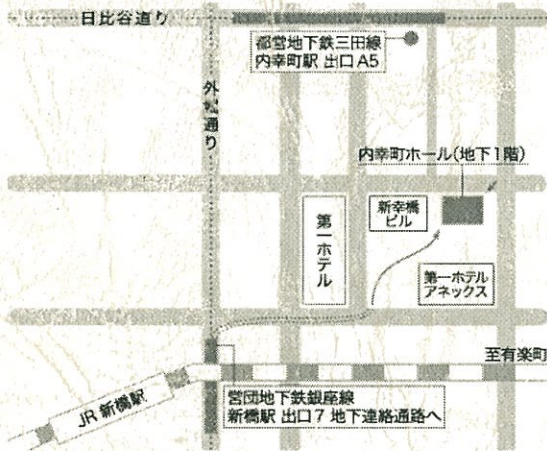 日比谷通り
都営地下鉄三田線
内幸町駅 出口A5
外堀通り
内幸町ホール(地下1階)
第一ホテル
新幸橋
ビル
第一ホテル
アネックス
至有楽町
JR 新橋駅
営団地下鉄銀座線
新橋駅 出口7 地下連絡通路へ